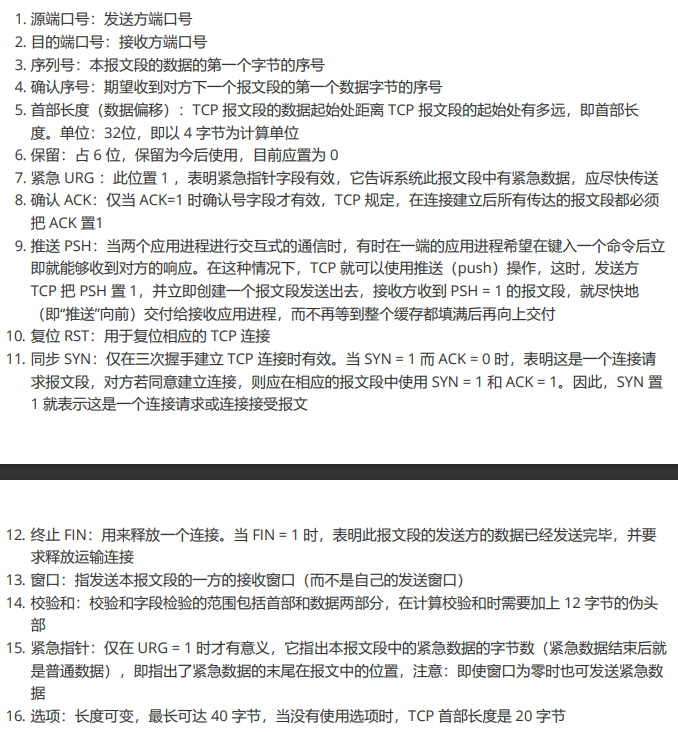 1. 源端口号：发送方端口号
2. 目的端口号：接收方端口号
3. 序列号：本报文段的数据的第一个字节的序号
4. 确认序号：期望收到对方下一个报文段的第一个数据字节的序号
5. 首部长度（数据偏移）：TCP 报文段的数据起始处距离 TCP 报文段的起始处有多远，即首部长
度。单位：32位，即以 4 字节为计算单位
6. 保留：占 6 位，保留为今后使用，目前应置为 0
7. 紧急 URG ：此位置 1 ，表明紧急指针字段有效，它告诉系统此报文段中有紧急数据，应尽快传送
8. 确认 ACK：仅当 ACK=1 时确认号字段才有效，TCP 规定，在连接建立后所有传达的报文段都必须
把 ACK 置1
9. 推送 PSH：当两个应用进程进行交互式的通信时，有时在一端的应用进程希望在键入一个命令后立
即就能够收到对方的响应。在这种情况下，TCP 就可以使用推送（push）操作，这时，发送方
TCP 把 PSH 置 1，并立即创建一个报文段发送出去，接收方收到 PSH = 1 的报文段，就尽快地
（即“推送”向前）交付给接收应用进程，而不再等到整个缓存都填满后再向上交付
10. 复位 RST：用于复位相应的 TCP 连接
11. 同步 SYN：仅在三次握手建立 TCP 连接时有效。当 SYN = 1 而 ACK = 0 时，表明这是一个连接请
求报文段，对方若同意建立连接，则应在相应的报文段中使用 SYN = 1 和 ACK = 1。因此，SYN 置
1 就表示这是一个连接请求或连接接受报文
12. 终止 FIN：用来释放一个连接。当 FIN = 1 时，表明此报文段的发送方的数据已经发送完毕，并要
求释放运输连接
13. 窗口：指发送本报文段的一方的接收窗口（而不是自己的发送窗口）
14. 校验和：校验和字段检验的范围包括首部和数据两部分，在计算校验和时需要加上 12 字节的伪头
部
15. 紧急指针：仅在 URG = 1 时才有意义，它指出本报文段中的紧急数据的字节数（紧急数据结束后就
是普通数据），即指出了紧急数据的末尾在报文中的位置，注意：即使窗口为零时也可发送紧急数
据
16. 选项：长度可变，最长可达 40 字节，当没有使用选项时，TCP 首部长度是 20 字节